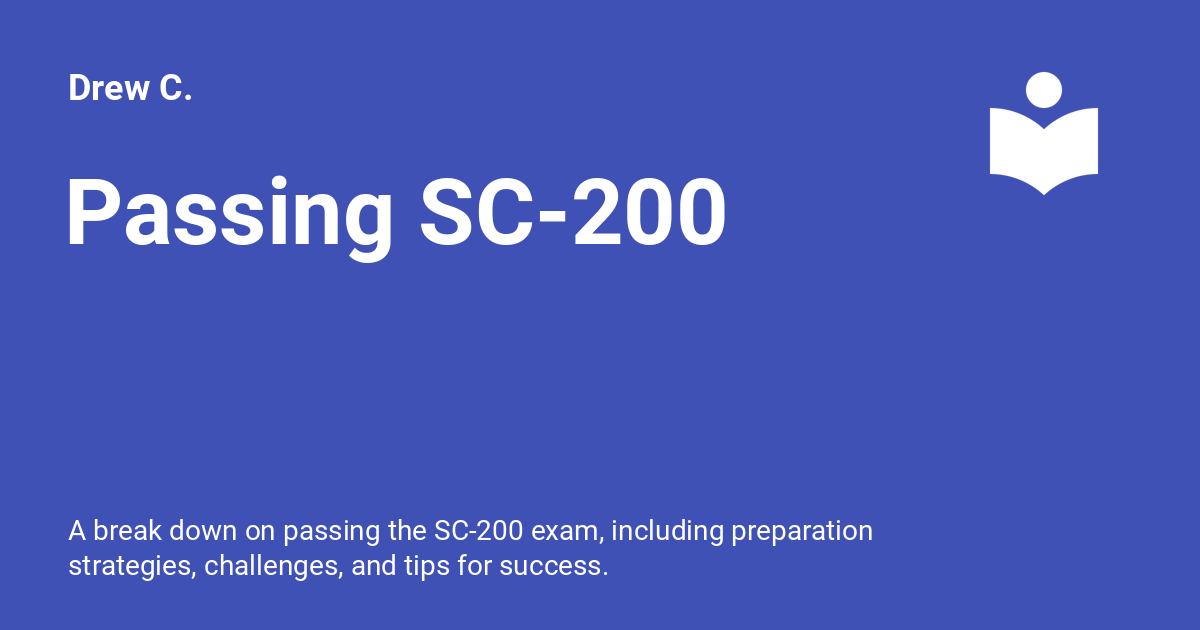 Drew C.
Passing SC-200
A break down on passing the SC-200 exam, including preparation
strategies, challenges, and tips for success.